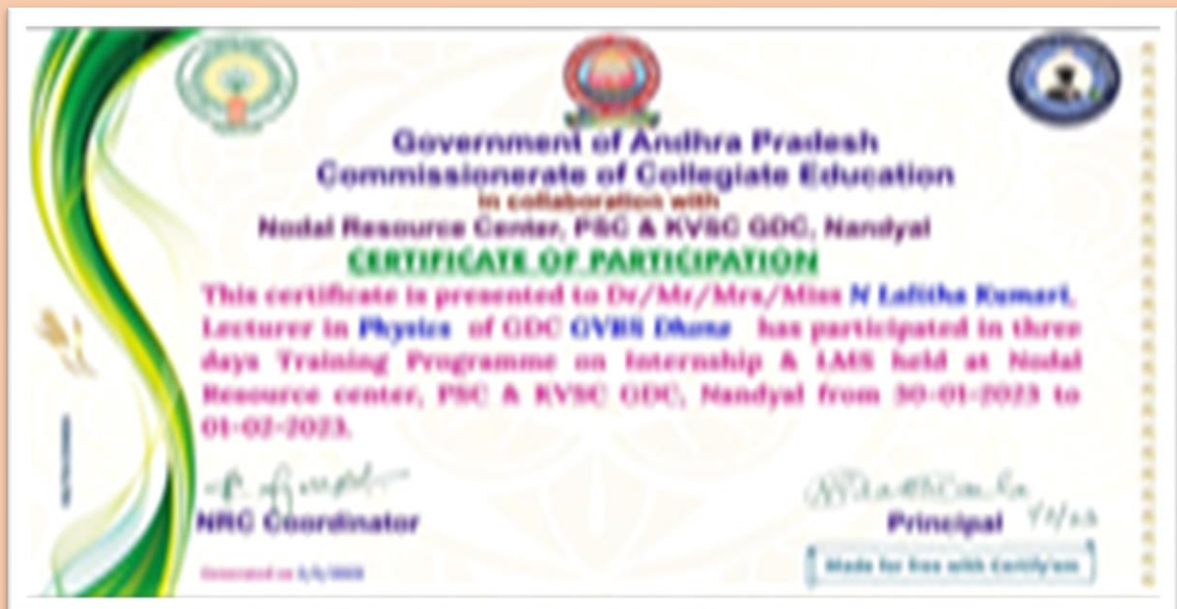 Government of Andhra Pradesh
Commissionerate of Collegiate Education
in collaboration with
Nodal Resource Center, PSC & KVSC GDC, Nandyal
CERTIFICATE OF PARTICIPATION
This certificate is presented to Dr/Mr/Mrs/Miss N Lalitha Kumari,
Lecturer in Physics of GDC GVBS Dhone has participated in three
days Training Programme on Internship & LMS held at Nodal
Resource center, PSC & KVSC GDC, Nandyal from 30-01-2023 to
01-02-2023.
NRC Coordinator
Principal
Generated on
Made for free with Certify'em